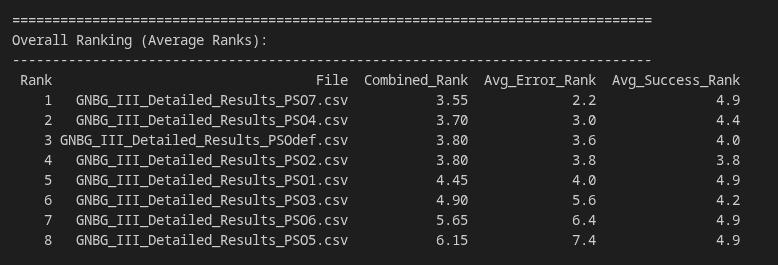 ================================================================================
Overall Ranking (Average Ranks):
--------------------------------------------------------------------------------
Rank File Combined_Rank Avg_Error_Rank Avg_Success_Rank
1 GNBG_III_Detailed_Results_PSO7.csv 3.55 2.2 4.9
2 GNBG_III_Detailed_Results_PSO4.csv 3.70 3.0 4.4
3 GNBG_III_Detailed_Results_PSOdef.csv 3.80 3.6 4.0
4 GNBG_III_Detailed_Results_PSO2.csv 3.80 3.8 3.8
5 GNBG_III_Detailed_Results_PSO1.csv 4.45 4.0 4.9
6 GNBG_III_Detailed_Results_PSO3.csv 4.90 5.6 4.2
7 GNBG_III_Detailed_Results_PSO6.csv 5.65 6.4 4.9
8 GNBG_III_Detailed_Results_PSO5.csv 6.15 7.4 4.9